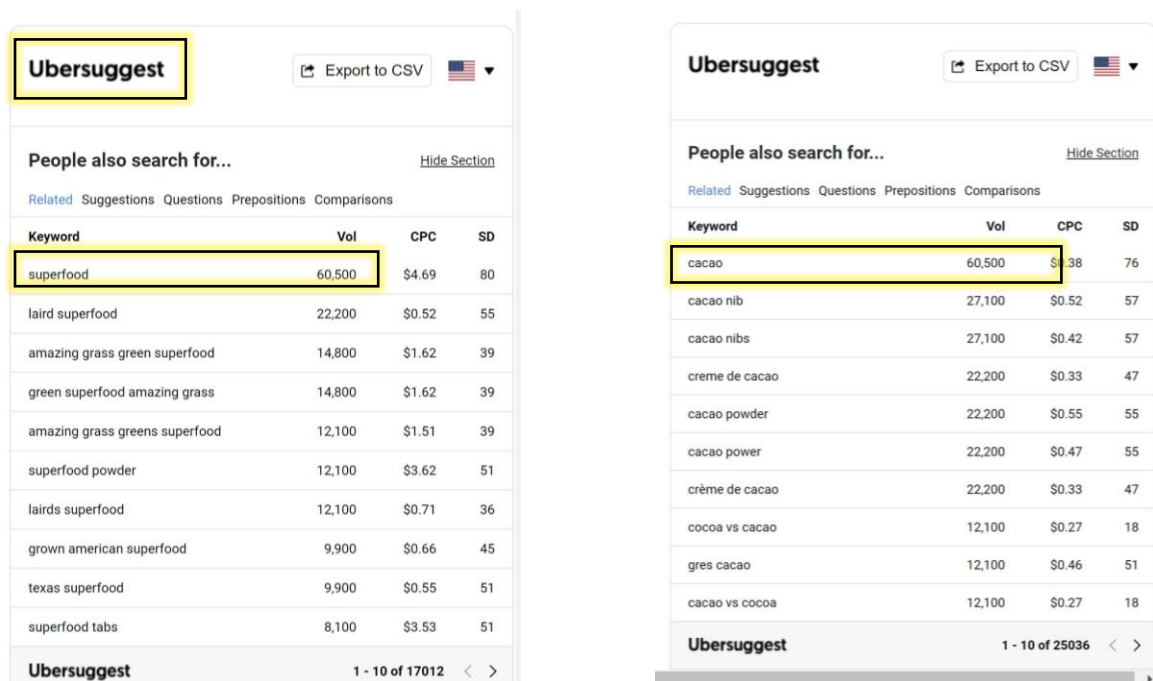 Ubersuggest Export to CSV
People also search for... Hide Section
Related Suggestions Questions Prepositions Comparisons
Keyword Vol CPC SD
superfood 60,500 $4.69 80
laird superfood 22,200 $0.52 55
amazing grass green superfood 14,800 $1.62 39
green superfood amazing grass 14,800 $1.62 39
amazing grass greens superfood 12,100 $1.51 39
superfood powder 12,100 $3.62 51
lairds superfood 12,100 $0.71 36
grown american superfood 9,900 $0.66 45
texas superfood 9,900 $0.55 51
superfood tabs 8,100 $3.53 51
Ubersuggest 1 - 10 of 17012 < >
Ubersuggest Export to CSV
People also search for... Hide Section
Related Suggestions Questions Prepositions Comparisons
Keyword Vol CPC SD
cacao 60,500 $0.38 76
cacao nib 27,100 $0.52 57
cacao nibs 27,100 $0.42 57
creme de cacao 22,200 $0.33 47
cacao powder 22,200 $0.55 55
cacao power 22,200 $0.47 55
crème de cacao 22,200 $0.33 47
cocoa vs cacao 12,100 $0.27 18
gres cacao 12,100 $0.46 51
cacao vs cocoa 12,100 $0.27 18
Ubersuggest 1 - 10 of 25036 < >